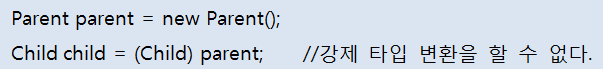 Parent parent = new Parent();
Child child = (Child) parent; //강제 타입 변환을 할 수 없다.